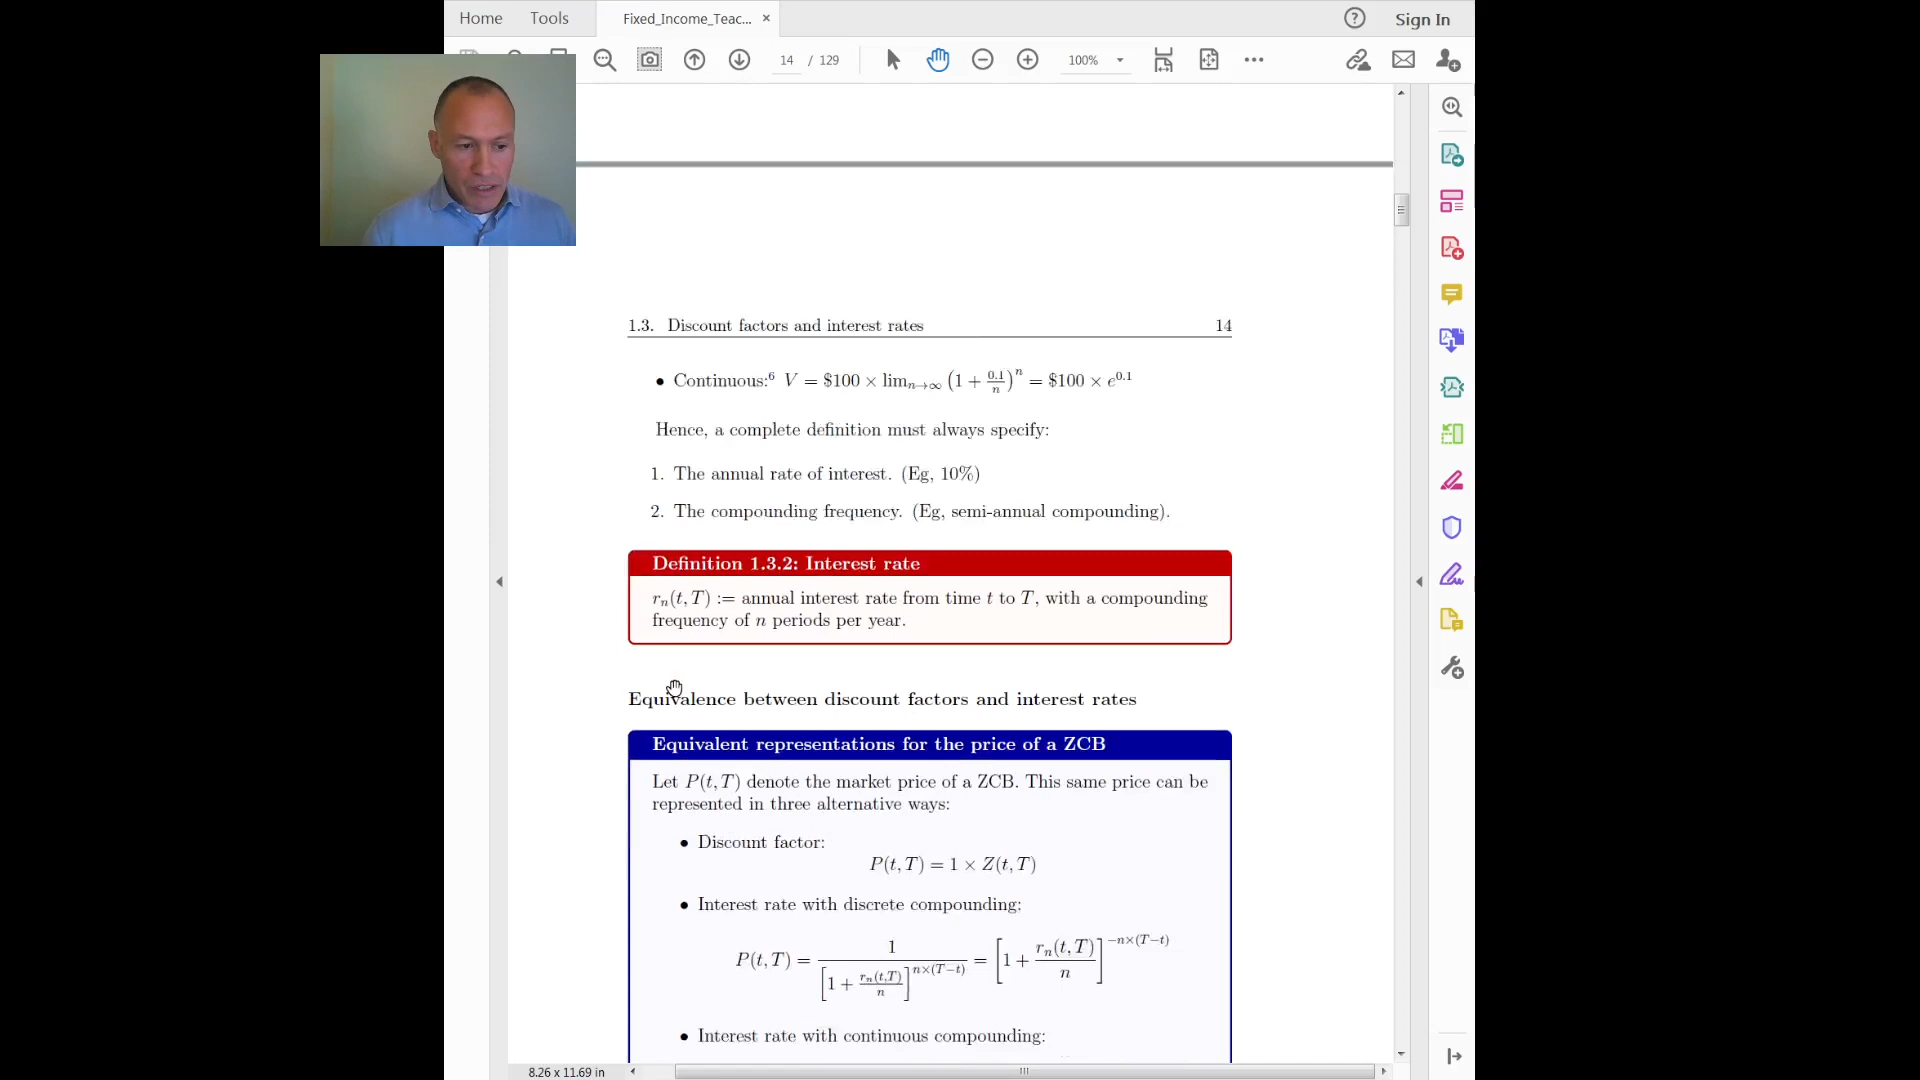 Home Tools Fixed_Income_Teac... × Sign In
14 / 129 100%
1.3. Discount factors and interest rates 14
• Continuous:⁶ V = $100 × lim_{n→∞} (1 + 0.1/n)^n = $100 × e^{0.1}
Hence, a complete definition must always specify:
1. The annual rate of interest. (Eg, 10%)
2. The compounding frequency. (Eg, semi-annual compounding).
Definition 1.3.2: Interest rate
r_n(t, T) := annual interest rate from time t to T, with a compounding
frequency of n periods per year.
Equivalence between discount factors and interest rates
Equivalent representations for the price of a ZCB
Let P(t, T) denote the market price of a ZCB. This same price can be
represented in three alternative ways:
• Discount factor:
P(t, T) = 1 × Z(t, T)
• Interest rate with discrete compounding:
P(t, T) = 1 / [1 + r_n(t,T)/n]^{n×(T−t)} = [1 + r_n(t, T)/n]^{−n×(T−t)}
• Interest rate with continuous compounding:
8.26 x 11.69 in